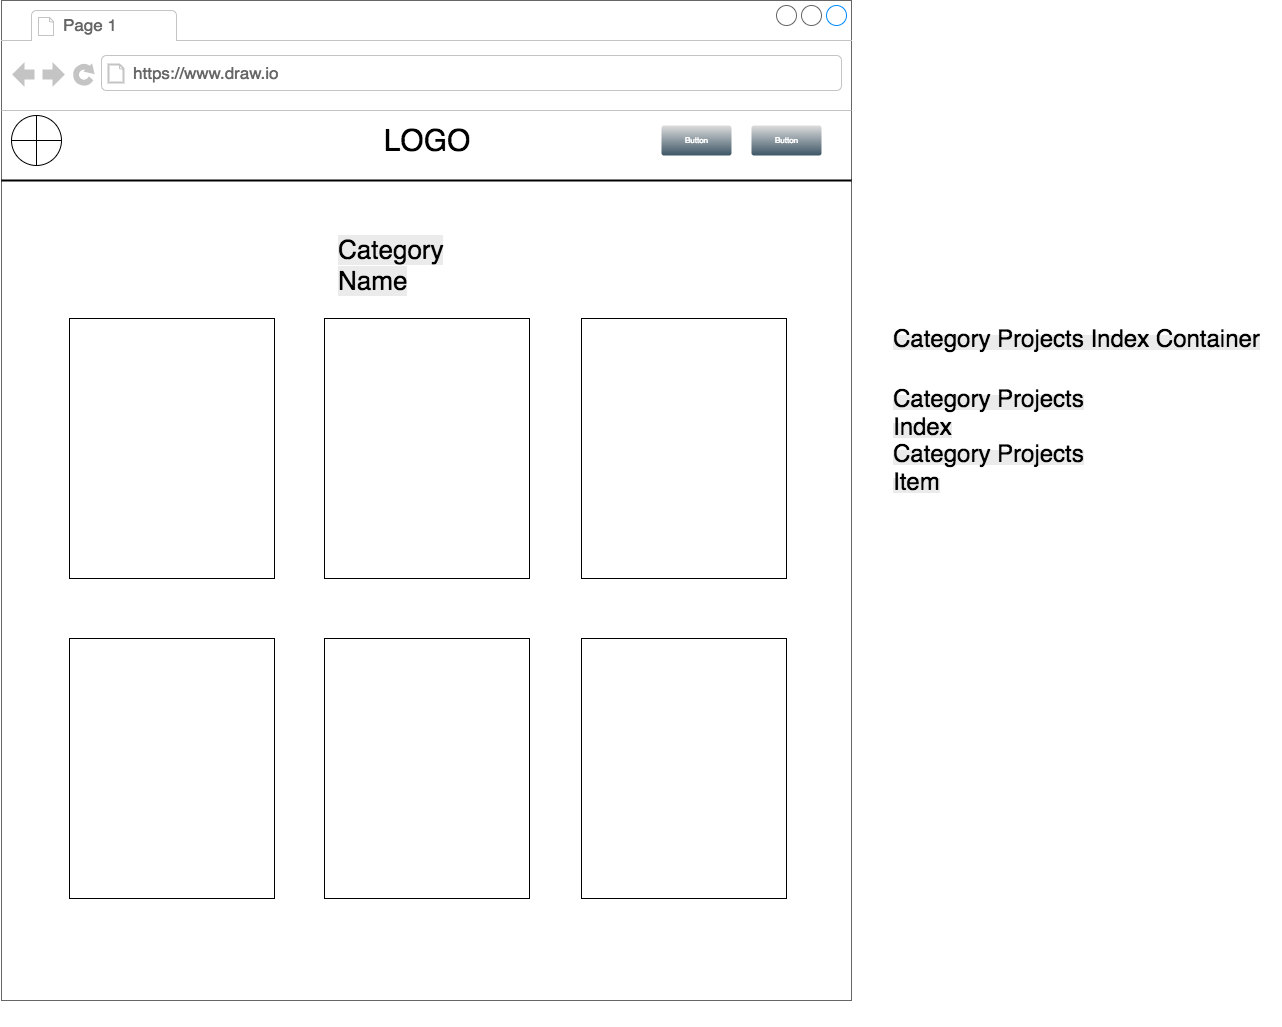 Page 1
https://www.draw.io
LOGO
Button
Button
Category
Name
Category Projects Index Container
Category Projects
Index
Category Projects
Item